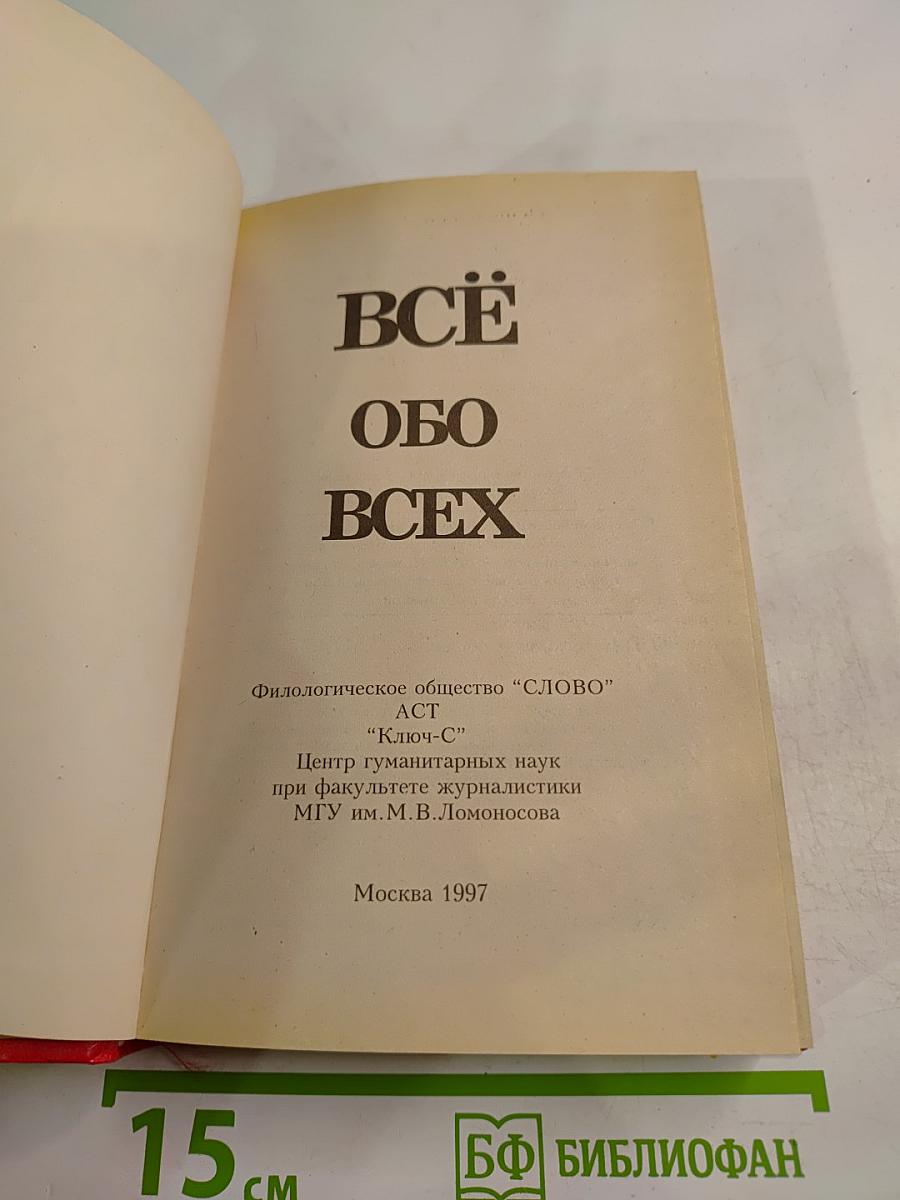 ВСЁ
ОБО
ВСЕХ
Филологическое общество “СЛОВО”
АСТ
“Ключ-С”
Центр гуманитарных наук
при факультете журналистики
МГУ им.М.В.Ломоносова
Москва 1997
15 см
БФ БИБЛИОФАН